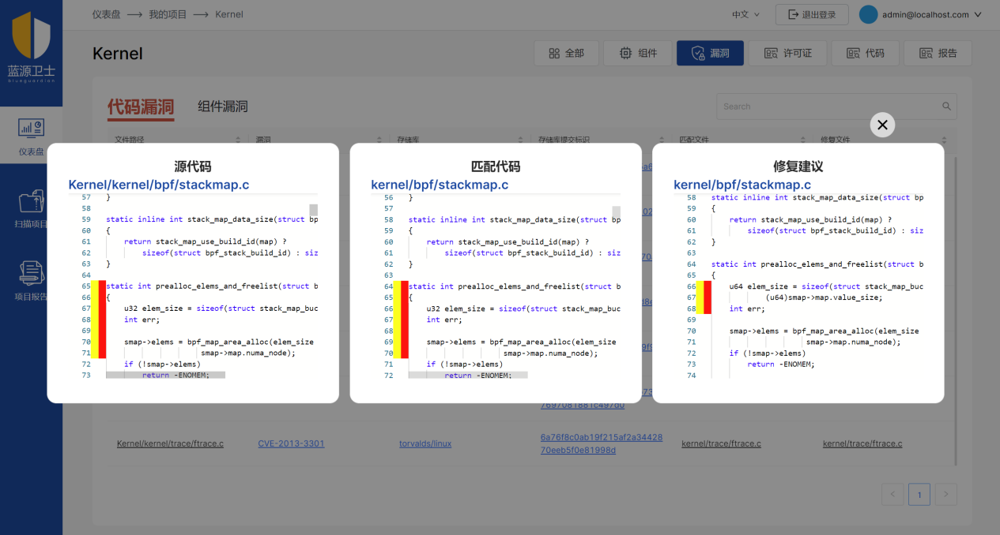 仪表盘 → 我的项目 → Kernel
中文
退出登录
admin@localhost.com
蓝源卫士
blueguardian
仪表盘
扫描项目
项目报告
Kernel
全部
组件
漏洞
许可证
代码
报告
代码漏洞
组件漏洞
Search
文件路径
漏洞
存储库
存储库提交标识
匹配文件
修复文件
源代码
Kernel/kernel/bpf/stackmap.c
57 }
58
59 static inline int stack_map_data_size(struct bp
60 {
61 return stack_map_use_build_id(map) ?
62 sizeof(struct bpf_stack_build_id) : siz
63 }
64
65 static int prealloc_elems_and_freelist(struct b
66 {
67 u32 elem_size = sizeof(struct stack_map_buc
68 int err;
69
70 smap->elems = bpf_map_area_alloc(elem_size
71 smap->map.numa_node);
72 if (!smap->elems)
73 return -ENOMEM;
匹配代码
kernel/bpf/stackmap.c
56 }
57
58 static inline int stack_map_data_size(struct bp
59 {
60 return stack_map_use_build_id(map) ?
61 sizeof(struct bpf_stack_build_id) : siz
62 }
63
64 static int prealloc_elems_and_freelist(struct b
65 {
66 u32 elem_size = sizeof(struct stack_map_buc
67 int err;
68
69 smap->elems = bpf_map_area_alloc(elem_size
70 smap->map.numa_node);
71 if (!smap->elems)
72 return -ENOMEM;
修复建议
kernel/bpf/stackmap.c
58 static inline int stack_map_data_size(struct bp
59 {
60 return stack_map_use_build_id(map) ?
61 sizeof(struct bpf_stack_build_id) : siz
62 }
63
64 static int prealloc_elems_and_freelist(struct b
65 {
66 u64 elem_size = sizeof(struct stack_map_buc
67 (u64)smap->map.value_size;
68 int err;
69
70 smap->elems = bpf_map_area_alloc(elem_size
71 smap->map.numa_node);
72 if (!smap->elems)
73 return -ENOMEM;
74
7697081881c497d0
Kernel/kernel/trace/ftrace.c
CVE-2013-3301
torvalds/linux
6a76f8c0ab19f215af2a34428
70eeb5f0e81998d
kernel/trace/ftrace.c
kernel/trace/ftrace.c
1